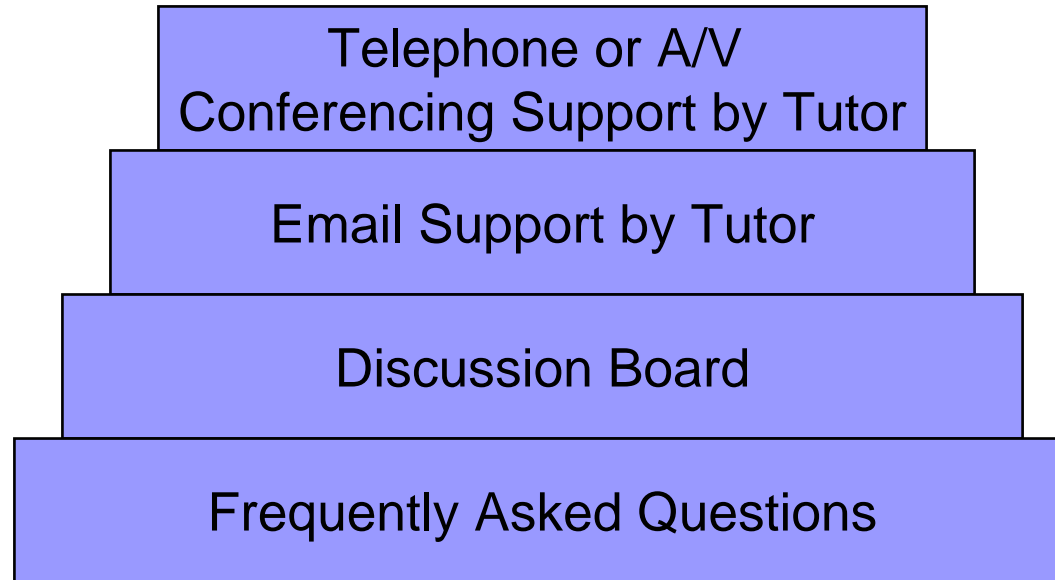 Telephone or A/V
Conferencing Support by Tutor
Email Support by Tutor
Discussion Board
Frequently Asked Questions